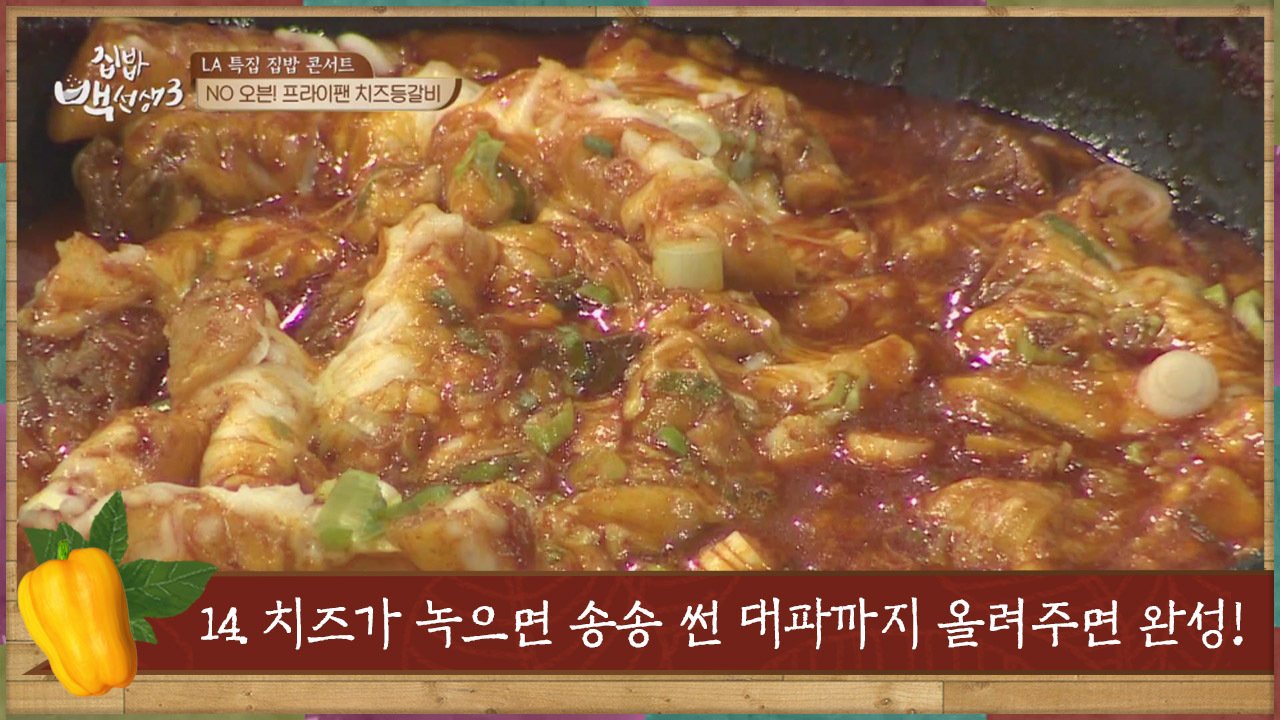 집밥
백선생3
LA 특집 집밥 콘서트
NO 오븐! 프라이팬 치즈등갈비
14. 치즈가 녹으면 송송 썬 대파까지 올려주면 완성!